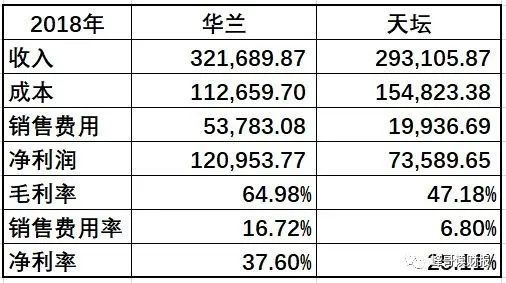 2018年 华兰 天坛
收入 321,689.87 293,105.87
成本 112,659.70 154,823.38
销售费用 53,783.08 19,936.69
净利润 120,953.77 73,589.65
毛利率 64.98% 47.18%
销售费用率 16.72% 6.80%
净利率 37.60% 25.11%